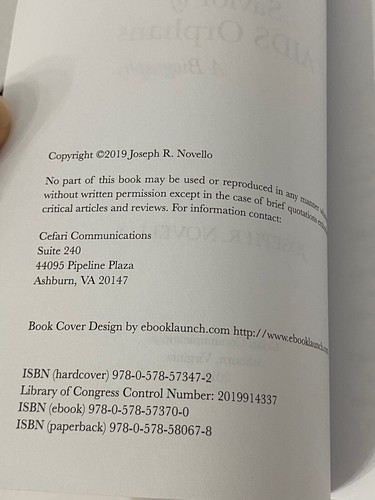 Copyright ©2019 Joseph R. Novello
No part of this book may be used or reproduced in any manner
without written permission except in the case of brief quotations
critical articles and reviews. For information contact:
Cefari Communications
Suite 240
44095 Pipeline Plaza
Ashburn, VA 20147
Book Cover Design by ebooklaunch.com http://www.ebooklaunch.com
ISBN (hardcover) 978-0-578-57347-2
Library of Congress Control Number: 2019914337
ISBN (ebook) 978-0-578-57370-0
ISBN (paperback) 978-0-578-58067-8